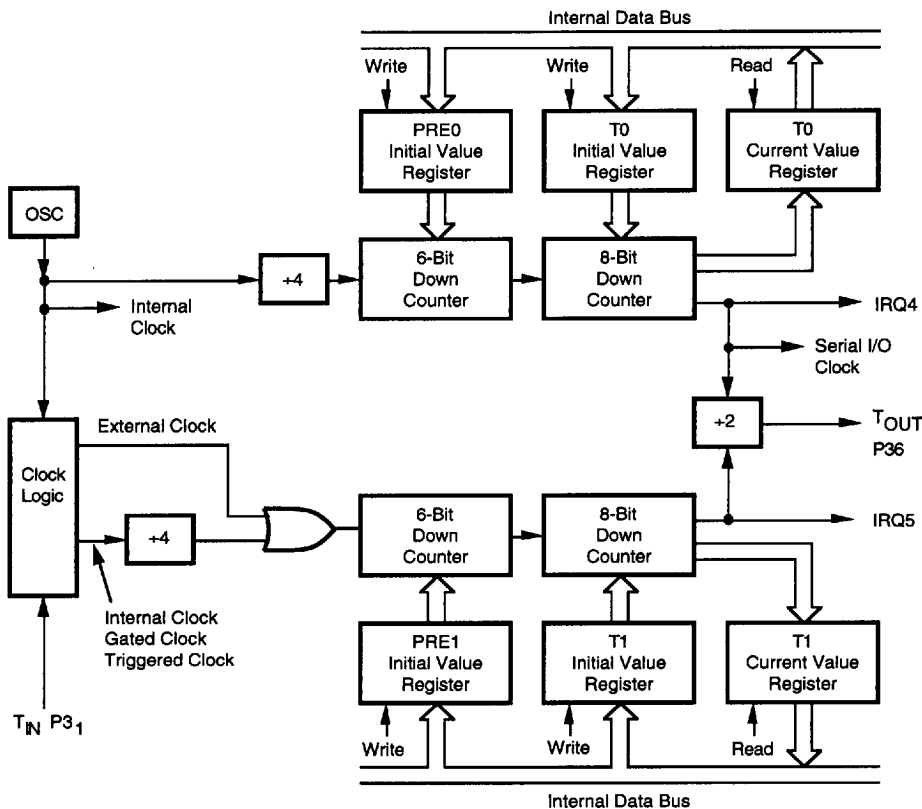 Internal Data Bus
Write
Write
Read
PRE0
Initial Value
Register
T0
Initial Value
Register
T0
Current Value
Register
OSC
÷4
6-Bit
Down
Counter
8-Bit
Down
Counter
Internal
Clock
IRQ4
Serial I/O
Clock
÷2
TOUT
P36
External Clock
Clock
Logic
÷4
6-Bit
Down
Counter
8-Bit
Down
Counter
IRQ5
Internal Clock
Gated Clock
Triggered Clock
PRE1
Initial Value
Register
T1
Initial Value
Register
T1
Current Value
Register
TIN P31
Write
Write
Read
Internal Data Bus